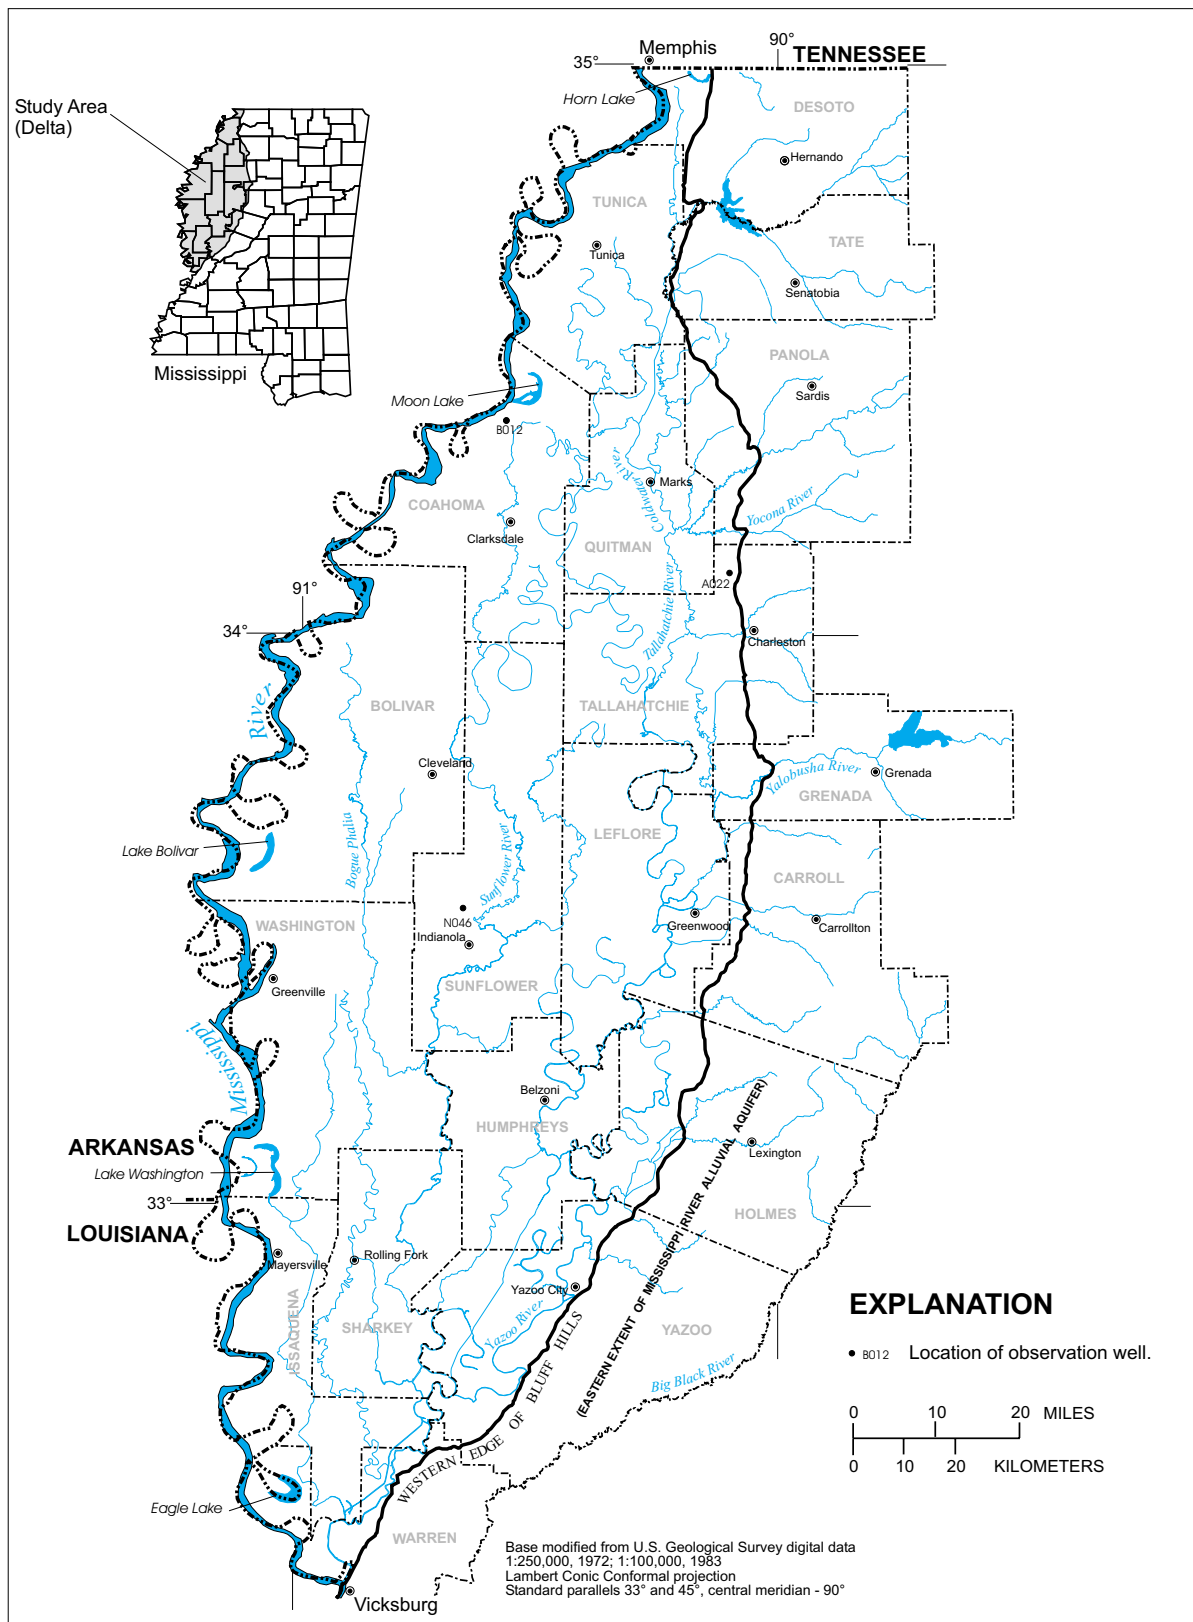 Memphis
90°
35°
TENNESSEE
Horn Lake
DESOTO
Study Area
(Delta)
Hernando
TUNICA
TATE
Tunica
Senatobia
PANOLA
Mississippi
Sardis
Moon Lake
B012
Coldwater River
Marks
COAHOMA
Yocona River
Clarksdale
QUITMAN
A022
91°
Tallahatchie River
34°
Charleston
River
BOLIVAR
TALLAHATCHIE
Cleveland
Yalobusha River
Grenada
GRENADA
Bogue Phalia
LEFLORE
Lake Bolivar
Sunflower River
CARROLL
N046
WASHINGTON
Greenwood
Carrollton
Indianola
Greenville
SUNFLOWER
Mississippi
Belzoni
HUMPHREYS
ARKANSAS
Lexington
Lake Washington
33°
HOLMES
LOUISIANA
Mayersville
Rolling Fork
Yazoo City
EXPLANATION
ISSAQUENA
SHARKEY
Yazoo River
YAZOO
WESTERN EDGE OF BLUFF HILLS
(EASTERN EXTENT OF MISSISSIPPI RIVER ALLUVIAL AQUIFER)
B012 Location of observation well.
Big Black River
0 10 20 MILES
0 10 20 KILOMETERS
Eagle Lake
WARREN
Base modified from U.S. Geological Survey digital data
1:250,000, 1972; 1:100,000, 1983
Lambert Conic Conformal projection
Standard parallels 33° and 45°, central meridian - 90°
Vicksburg